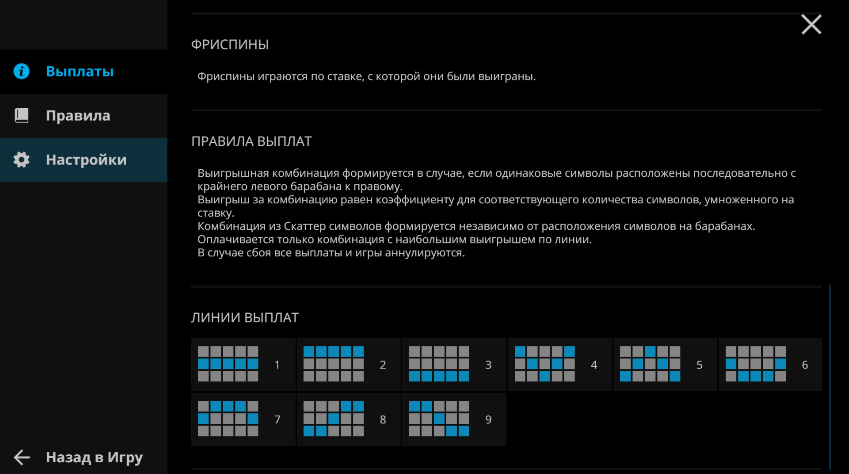 Выплаты
Правила
Настройки
Назад в Игру
ФРИСПИНЫ
Фриспины играются по ставке, с которой они были выиграны.
ПРАВИЛА ВЫПЛАТ
Выигрышная комбинация формируется в случае, если одинаковые символы расположены последовательно с
крайнего левого барабана к правому.
Выигрыш за комбинацию равен коэффициенту для соответствующего количества символов, умноженного на
ставку.
Комбинация из Скаттер символов формируется независимо от расположения символов на барабанах.
Оплачивается только комбинация с наибольшим выигрышем по линии.
В случае сбоя все выплаты и игры аннулируются.
ЛИНИИ ВЫПЛАТ
1 2 3 4 5 6
7 8 9